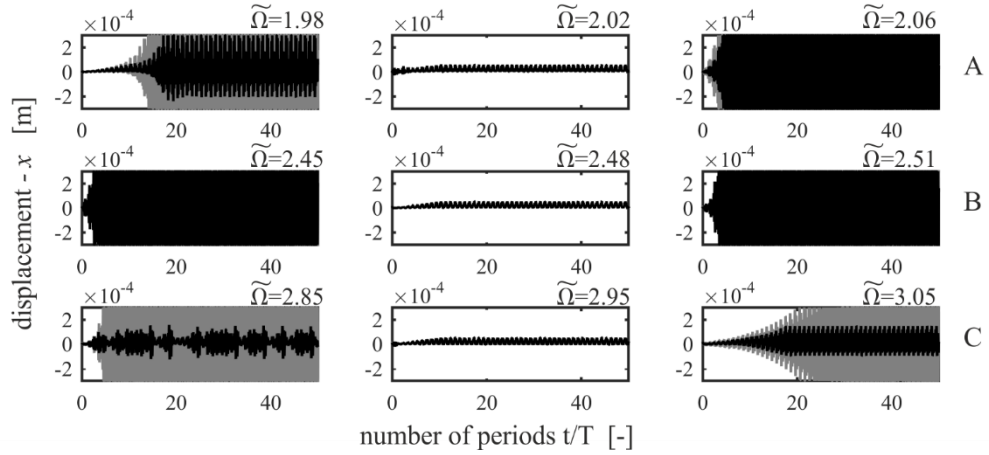 ×10⁻⁴ Ω̃=1.98 ×10⁻⁴ Ω̃=2.02 ×10⁻⁴ Ω̃=2.06
2 2 2
0 0 0 A
-2 -2 -2
0 20 40 0 20 40 0 20 40
×10⁻⁴ Ω̃=2.45 ×10⁻⁴ Ω̃=2.48 ×10⁻⁴ Ω̃=2.51
2 2 2
0 0 0 B
-2 -2 -2
0 20 40 0 20 40 0 20 40
×10⁻⁴ Ω̃=2.85 ×10⁻⁴ Ω̃=2.95 ×10⁻⁴ Ω̃=3.05
2 2 2
0 0 0 C
-2 -2 -2
0 20 40 0 20 40 0 20 40
displacement - x [m]
number of periods t/T [-]